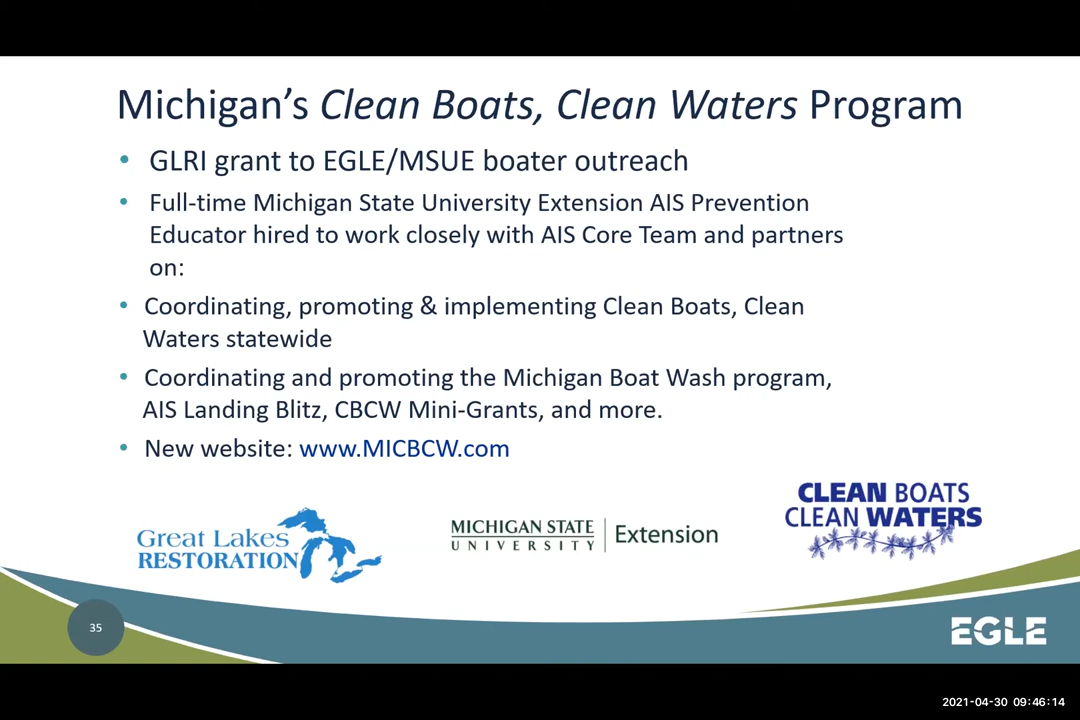 Michigan's Clean Boats, Clean Waters Program
• GLRI grant to EGLE/MSUE boater outreach
• Full-time Michigan State University Extension AIS Prevention
Educator hired to work closely with AIS Core Team and partners
on:
• Coordinating, promoting & implementing Clean Boats, Clean
Waters statewide
• Coordinating and promoting the Michigan Boat Wash program,
AIS Landing Blitz, CBCW Mini-Grants, and more.
• New website: www.MICBCW.com
Great Lakes
RESTORATION
MICHIGAN STATE
UNIVERSITY
Extension
CLEAN BOATS
CLEAN WATERS
35
EGLE
2021-04-30 09:46:14